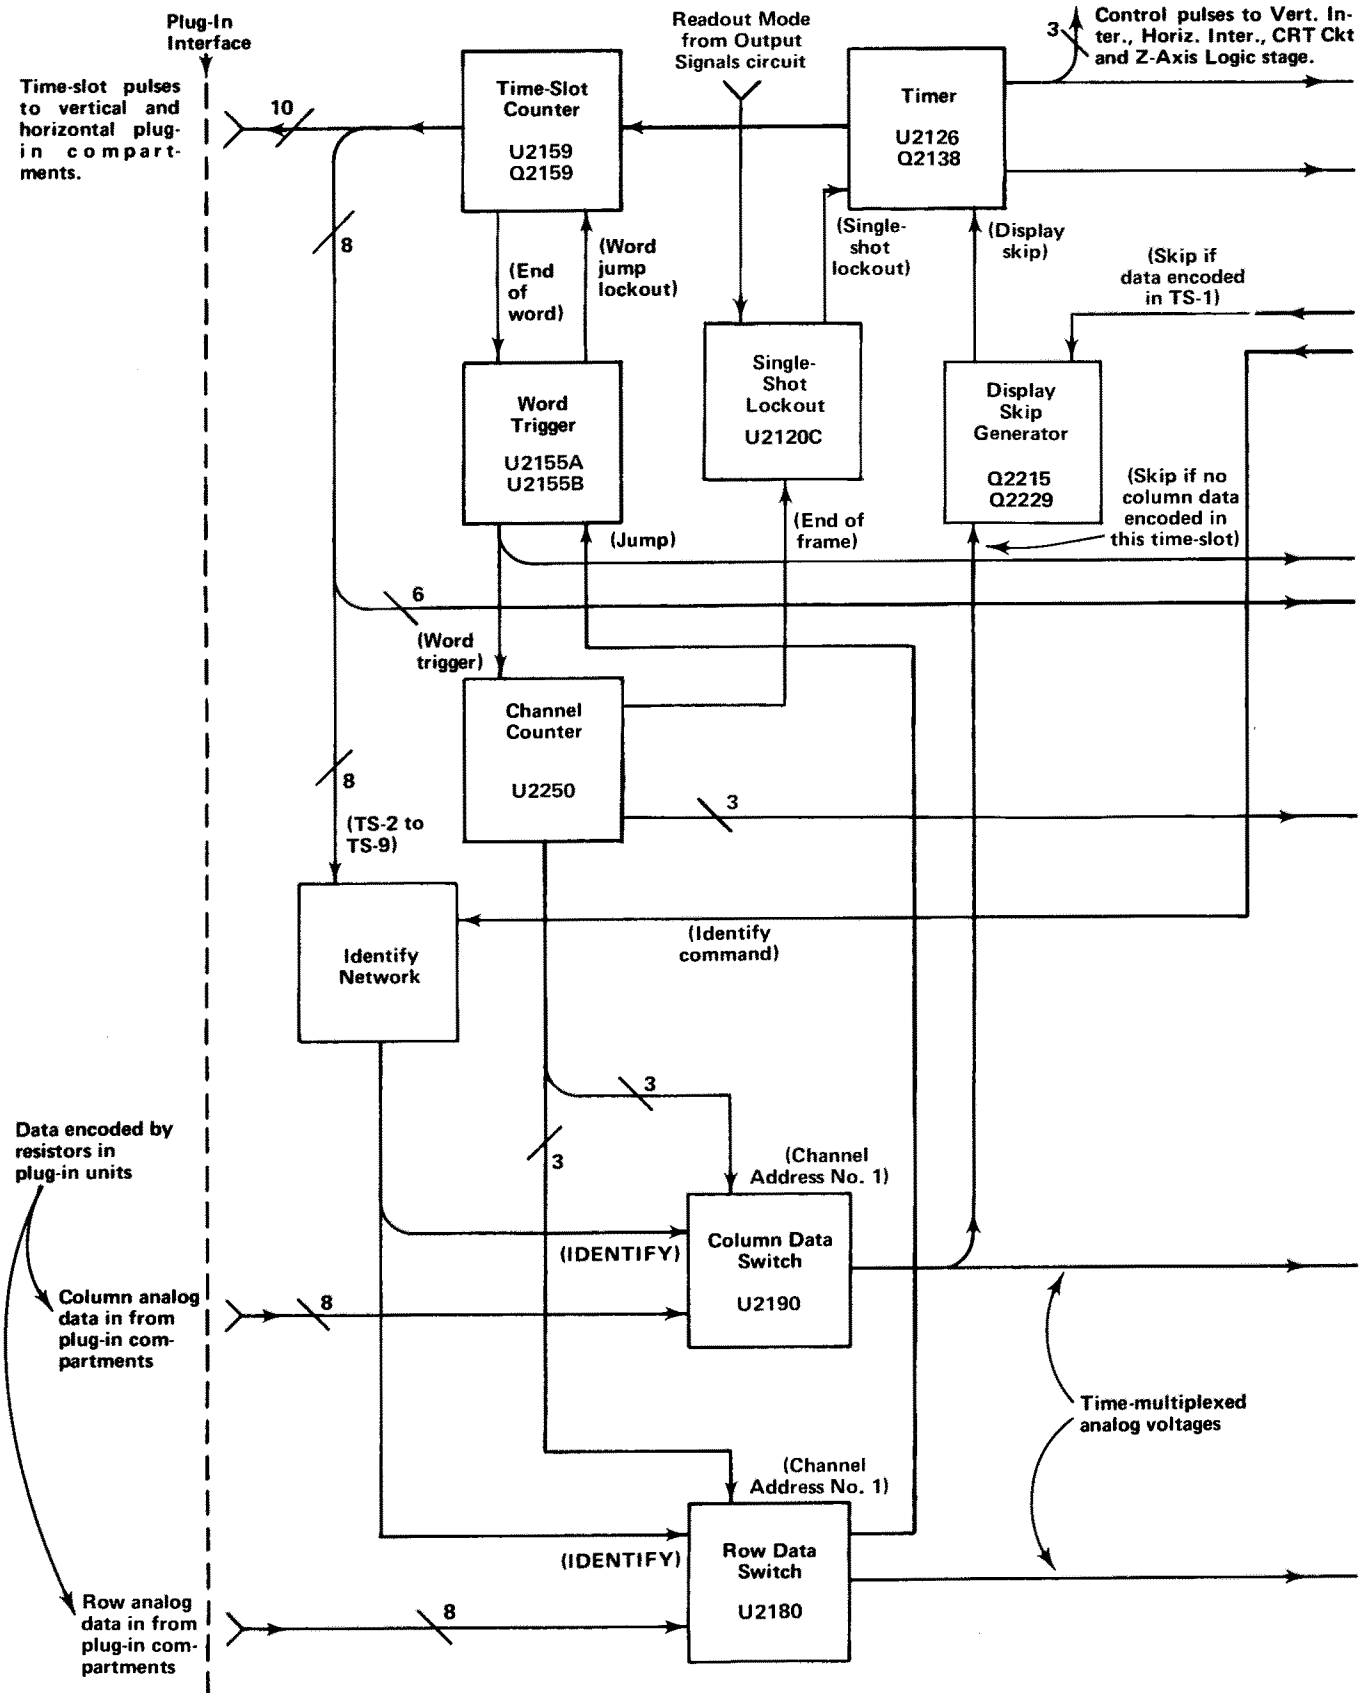 Plug-In
Interface
Time-slot pulses
to vertical and
horizontal plug-
in compart-
ments.
10
Time-Slot
Counter
U2159
Q2159
Readout Mode
from Output
Signals circuit
Timer
U2126
Q2138
3
Control pulses to Vert. In-
ter., Horiz. Inter., CRT Ckt
and Z-Axis Logic stage.
8
(End
of
word)
(Word
jump
lockout)
(Single-
shot
lockout)
(Display
skip)
(Skip if
data encoded
in TS-1)
Word
Trigger
U2155A
U2155B
Single-
Shot
Lockout
U2120C
Display
Skip
Generator
Q2215
Q2229
(Skip if no
column data
encoded in
this time-slot)
(Jump)
(End of
frame)
6
(Word
trigger)
Channel
Counter
U2250
8
3
(TS-2 to
TS-9)
Identify
Network
(Identify
command)
3
3
Data encoded by
resistors in
plug-in units
(Channel
Address No. 1)
Column Data
Switch
U2190
(IDENTIFY)
Column analog
data in from
plug-in com-
partments
8
Time-multiplexed
analog voltages
(Channel
Address No. 1)
Row Data
Switch
U2180
(IDENTIFY)
Row analog
data in from
plug-in com-
partments
8